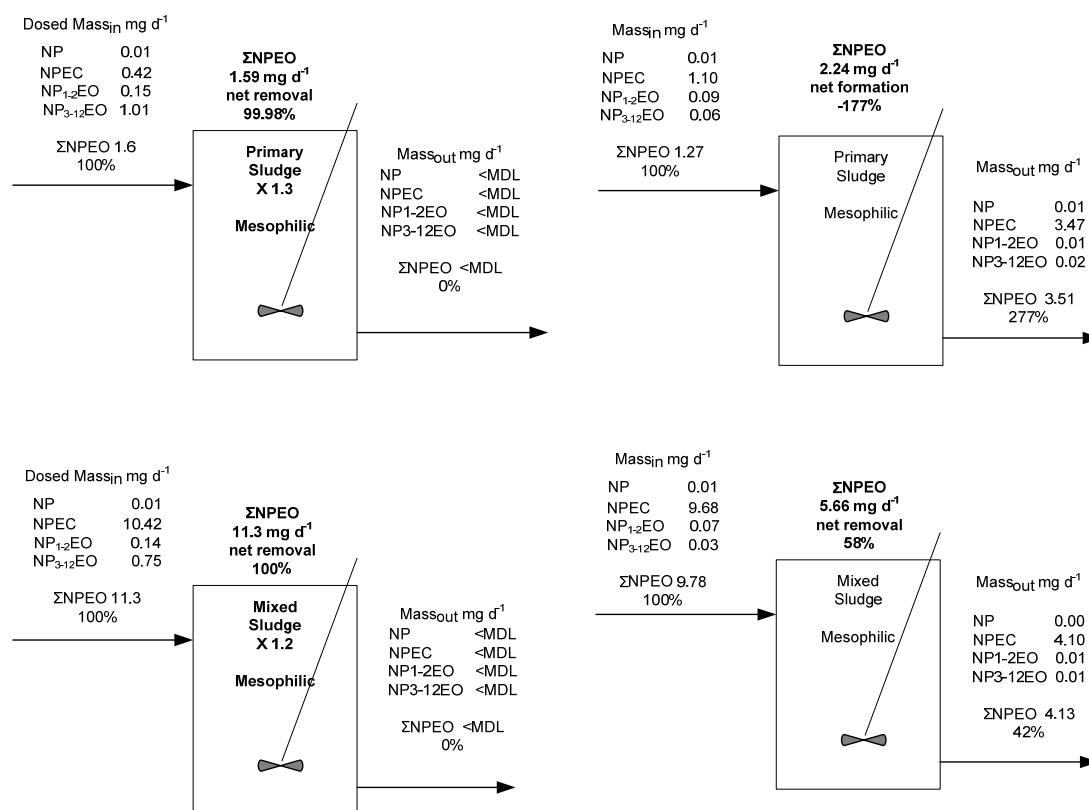 Dosed Massin mg d-1
NP 0.01
NPEC 0.42
NP1-2EO 0.15
NP3-12EO 1.01
ΣNPEO 1.6
100%
ΣNPEO
1.59 mg d-1
net removal
99.98%
Primary
Sludge
X 1.3
Mesophilic
Massout mg d-1
NP <MDL
NPEC <MDL
NP1-2EO <MDL
NP3-12EO <MDL
ΣNPEO <MDL
0%
Massin mg d-1
NP 0.01
NPEC 1.10
NP1-2EO 0.09
NP3-12EO 0.06
ΣNPEO 1.27
100%
ΣNPEO
2.24 mg d-1
net formation
-177%
Primary
Sludge
Mesophilic
Massout mg d-1
NP 0.01
NPEC 3.47
NP1-2EO 0.01
NP3-12EO 0.02
ΣNPEO 3.51
277%
Dosed Massin mg d-1
NP 0.01
NPEC 10.42
NP1-2EO 0.14
NP3-12EO 0.75
ΣNPEO 11.3
100%
ΣNPEO
11.3 mg d-1
net removal
100%
Mixed
Sludge
X 1.2
Mesophilic
Massout mg d-1
NP <MDL
NPEC <MDL
NP1-2EO <MDL
NP3-12EO <MDL
ΣNPEO <MDL
0%
Massin mg d-1
NP 0.01
NPEC 9.68
NP1-2EO 0.07
NP3-12EO 0.03
ΣNPEO 9.78
100%
ΣNPEO
5.66 mg d-1
net removal
58%
Mixed
Sludge
Mesophilic
Massout mg d-1
NP 0.00
NPEC 4.10
NP1-2EO 0.01
NP3-12EO 0.01
ΣNPEO 4.13
42%